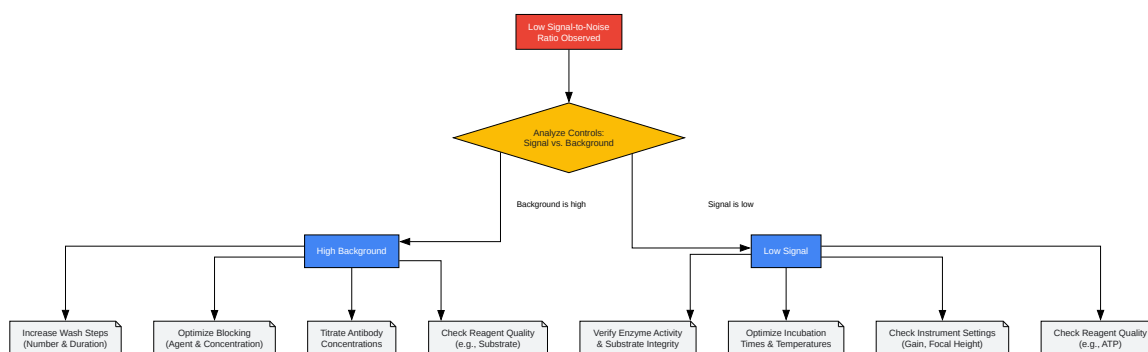 Low Signal-to-Noise
Ratio Observed
Analyze Controls:
Signal vs. Background
Background is high
Signal is low
High Background
Low Signal
Increase Wash Steps
(Number & Duration)
Optimize Blocking
(Agent & Concentration)
Titrate Antibody
Concentrations
Check Reagent Quality
(e.g., Substrate)
Verify Enzyme Activity
& Substrate Integrity
Optimize Incubation
Times & Temperatures
Check Instrument Settings
(Gain, Focal Height)
Check Reagent Quality
(e.g., ATP)